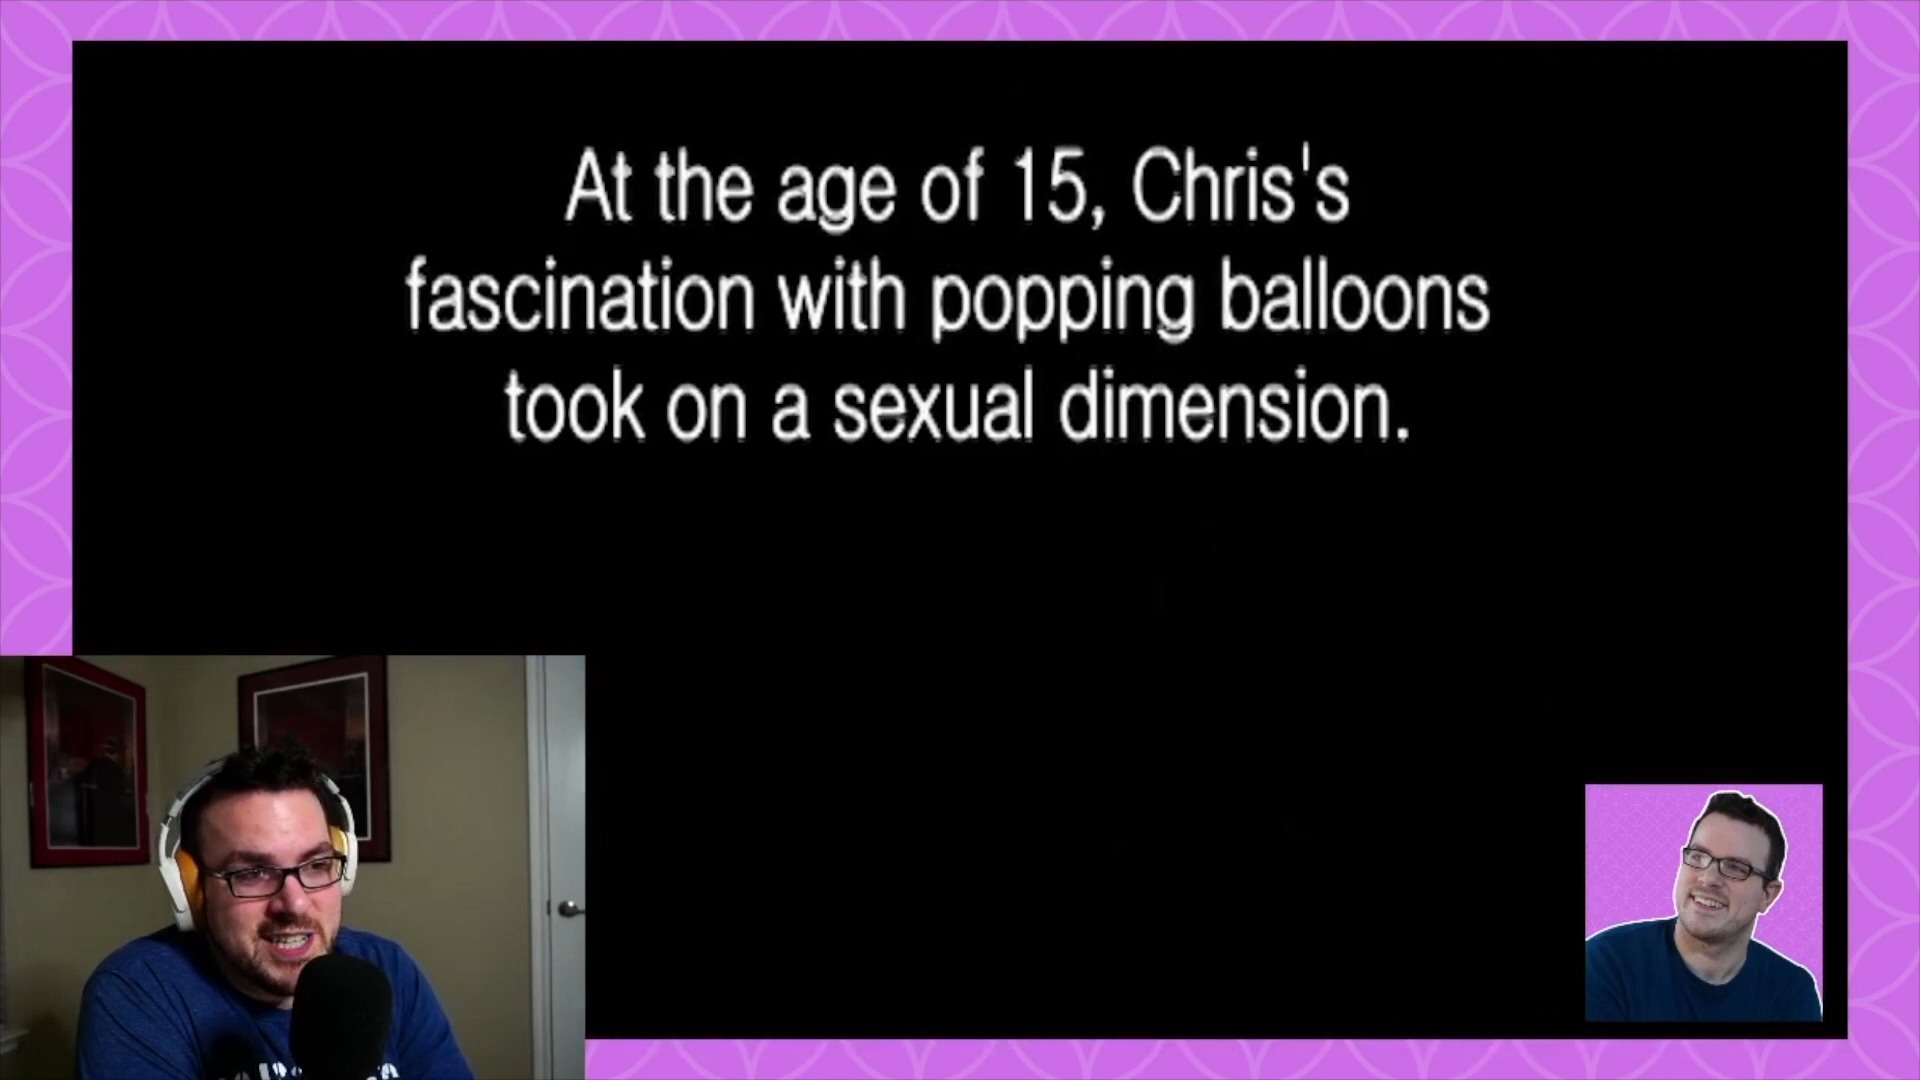 At the age of 15, Chris's
fascination with popping balloons
took on a sexual dimension.